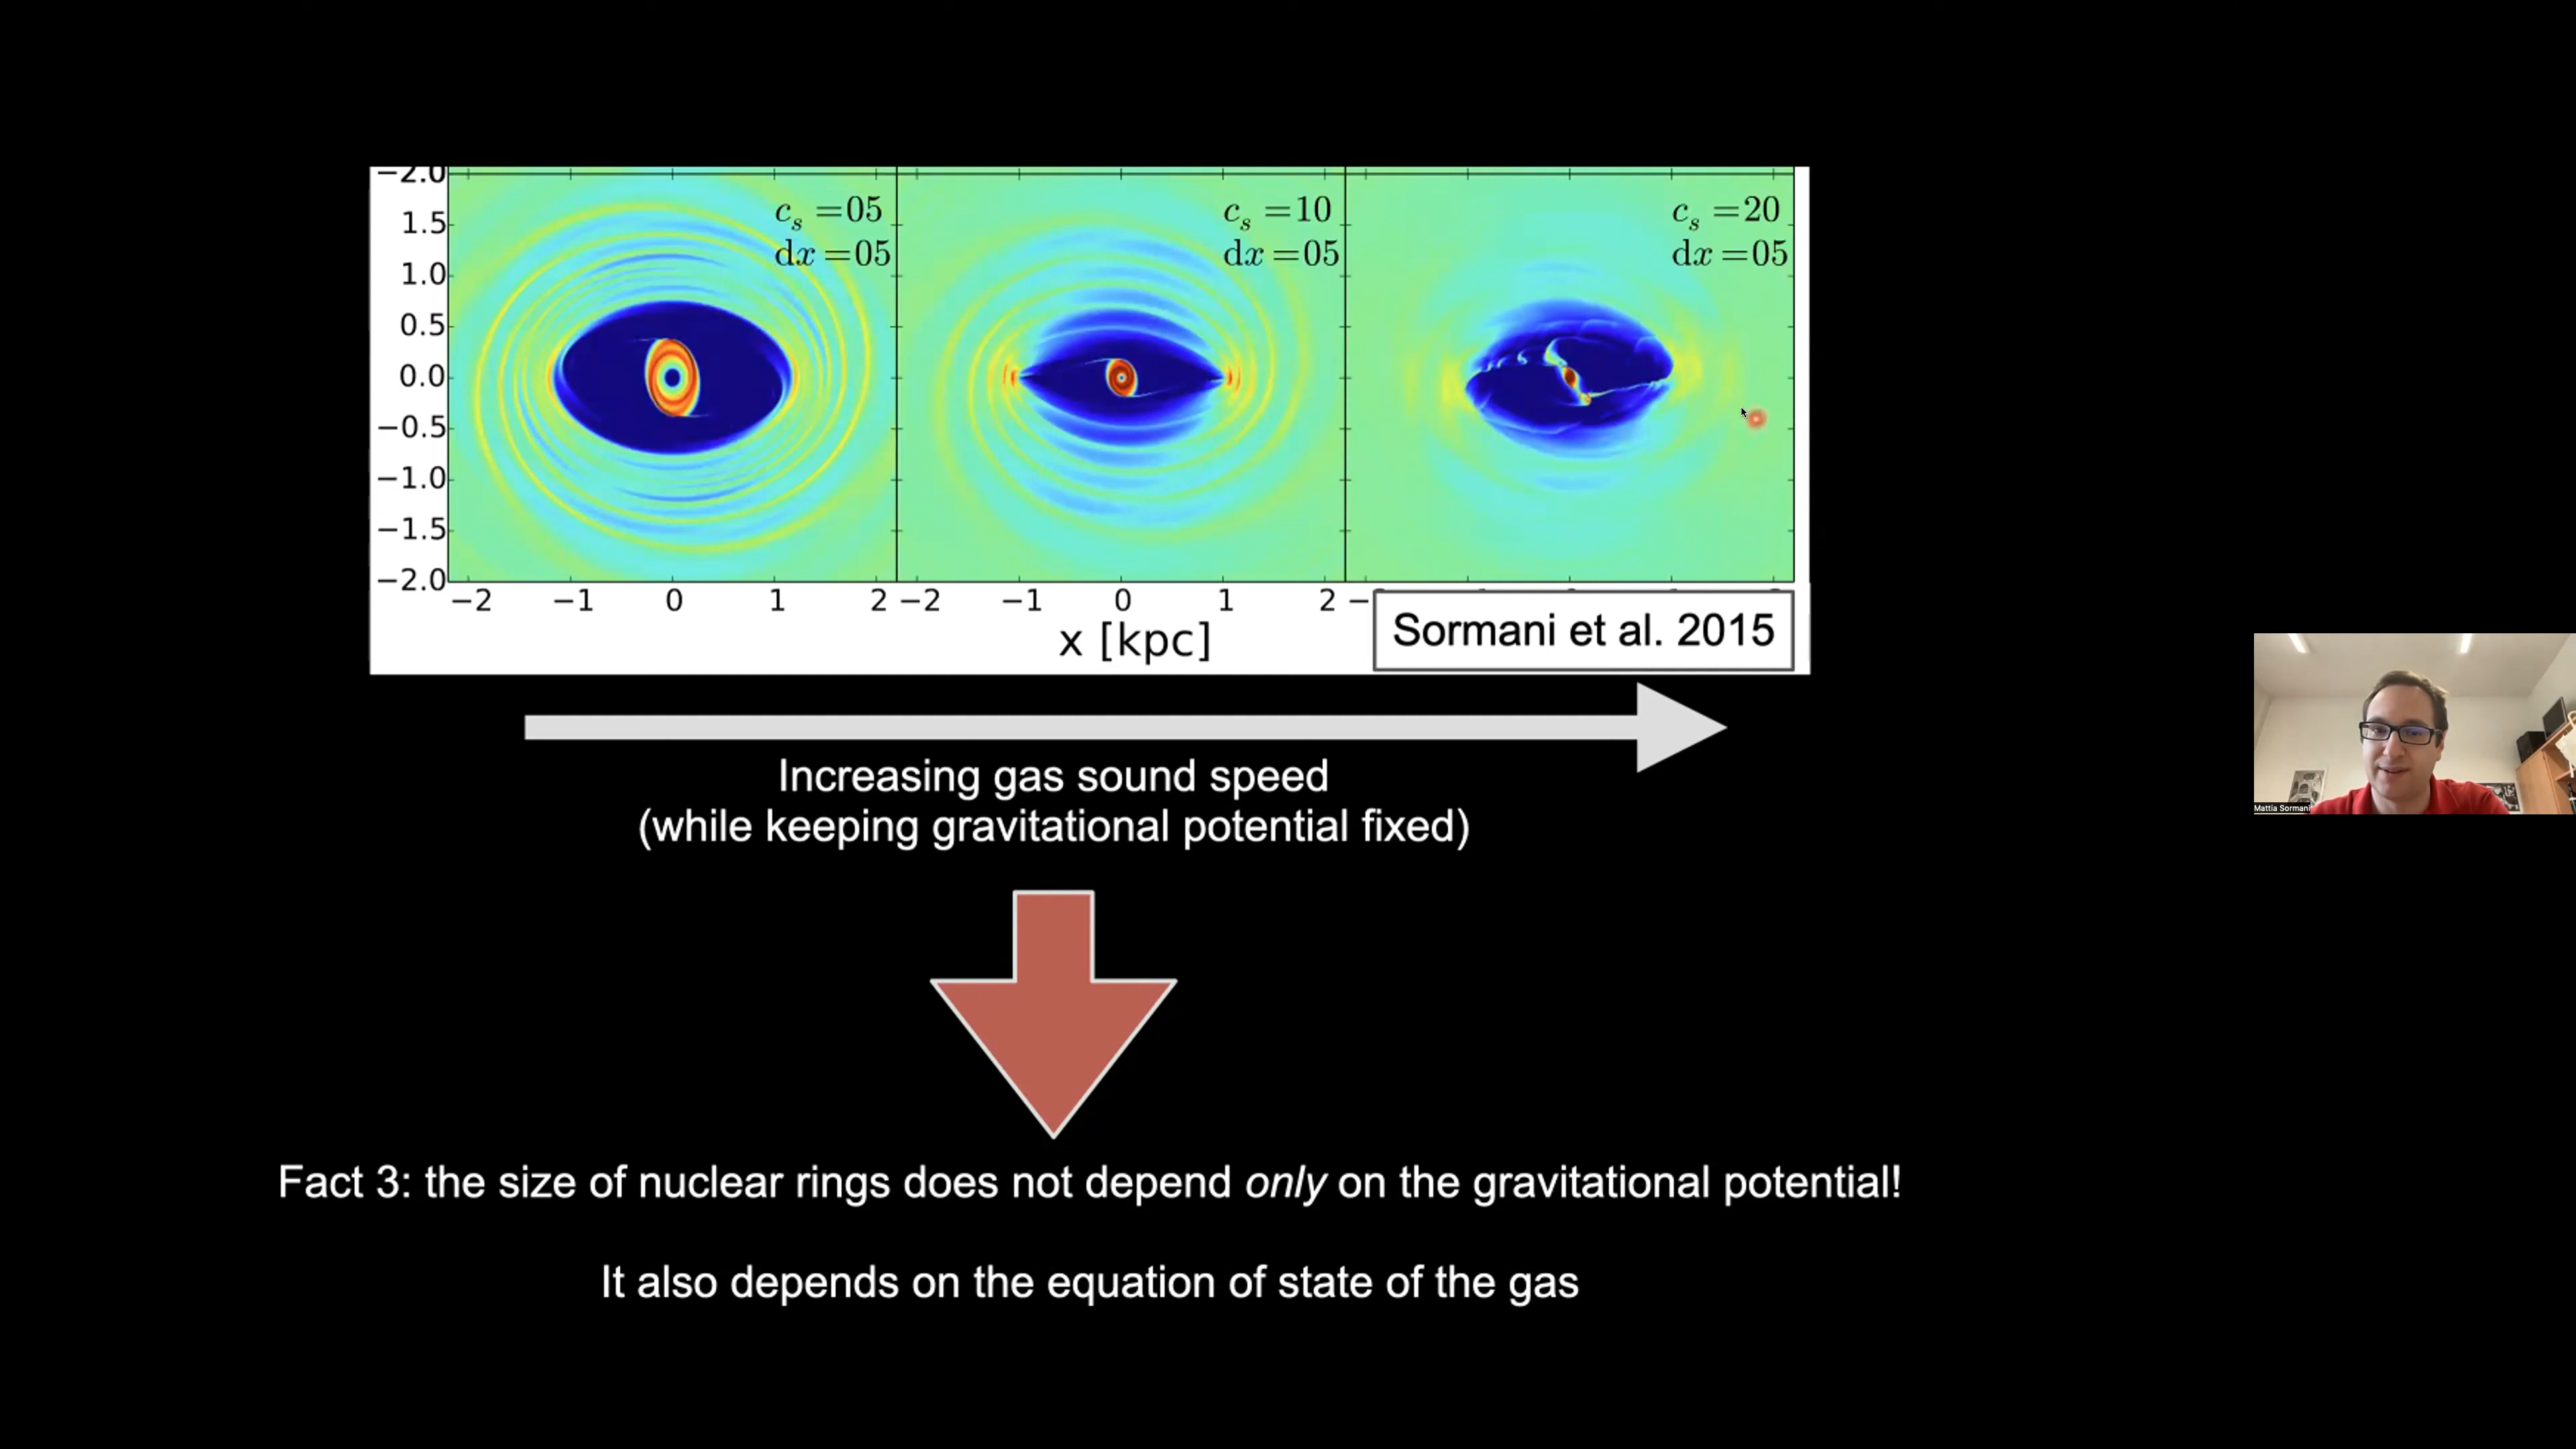 −2.0
1.5
1.0
0.5
0.0
−0.5
−1.0
−1.5
−2.0
c_s =05
dx =05
c_s =10
dx =05
c_s =20
dx =05
−2 −1 0 1 2 −2 −1 0 1 2 −
x [kpc]
Sormani et al. 2015
Increasing gas sound speed
(while keeping gravitational potential fixed)
Mattia Sormani
Fact 3: the size of nuclear rings does not depend only on the gravitational potential!
It also depends on the equation of state of the gas